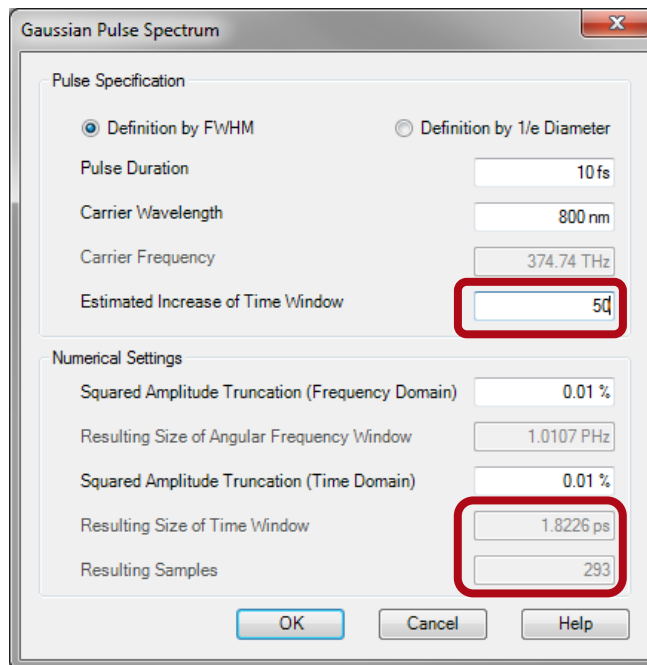 Gaussian Pulse Spectrum
Pulse Specification
Definition by FWHM Definition by 1/e Diameter
Pulse Duration 10 fs
Carrier Wavelength 800 nm
Carrier Frequency 374.74 THz
Estimated Increase of Time Window 50
Numerical Settings
Squared Amplitude Truncation (Frequency Domain) 0.01 %
Resulting Size of Angular Frequency Window 1.0107 PHz
Squared Amplitude Truncation (Time Domain) 0.01 %
Resulting Size of Time Window 1.8226 ps
Resulting Samples 293
OK Cancel Help